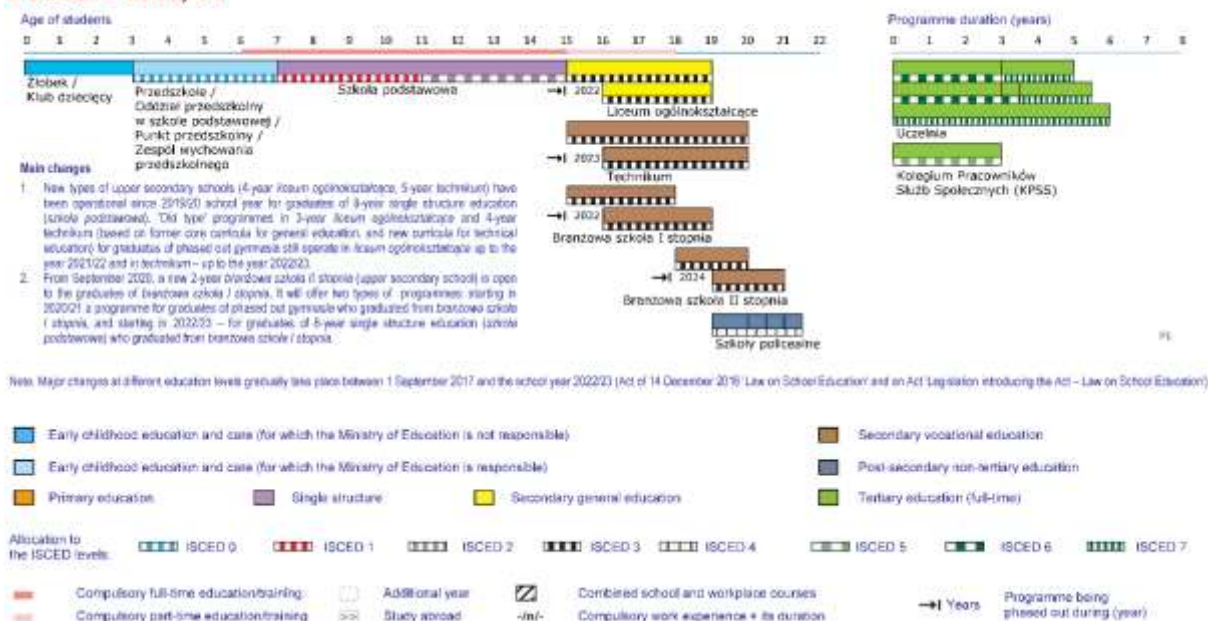 Age of students
Programme duration (years)
0 1 2 3 4 5 6 7 8 9 10 11 12 13 14 15 16 17 18 19 20 21 22
0 1 2 3 4 5 6 7 8
Żłobek /
Klub dziecięcy
Przedszkole /
Oddział przedszkolny
w szkole podstawowej /
Punkt przedszkolny /
Zespół wychowania
przedszkolnego
Szkoła podstawowa
2022
Liceum ogólnokształcące
2023
Technikum
2022
Branżowa szkoła I stopnia
2024
Branżowa szkoła II stopnia
Szkoły policealne
Uczelnia
Kolegium Pracowników
Służb Społecznych (KPSS)
Main changes
1. New types of upper secondary schools (4-year liceum ogólnokształcące, 5-year technikum) have
been operational since 2019/20 school year for graduates of 8-year single structure education
(szkoła podstawowa). 'Old type' programmes in 3-year liceum ogólnokształcące and 4-year
technikum (based on former core curricula for general education, and new curricula for technical
education) for graduates of phased out gymnasia still operate in liceum ogólnokształcące up to the
year 2021/22 and in technikum – up to the year 2022/23.
2. From September 2020, a new 2-year branżowa szkoła II stopnia (upper secondary school) is open
to the graduates of branżowa szkoła I stopnia. It will offer two types of programmes: starting in
2020/21 a programme for graduates of phased out gymnasia who graduated from branżowa szkoła
I stopnia, and starting in 2022/23 – for graduates of 8-year single structure education (szkoła
podstawowa) who graduated from branżowa szkoła I stopnia.
PL
Note. Major changes at different education levels gradually take place between 1 September 2017 and the school year 2022/23 (Act of 14 December 2016 'Law on School Education' and an Act 'Legislation introducing the Act – Law on School Education')
Early childhood education and care (for which the Ministry of Education is not responsible)
Secondary vocational education
Early childhood education and care (for which the Ministry of Education is responsible)
Post-secondary non-tertiary education
Primary education
Single structure
Secondary general education
Tertiary education (full-time)
Allocation to
the ISCED levels:
ISCED 0
ISCED 1
ISCED 2
ISCED 3
ISCED 4
ISCED 5
ISCED 6
ISCED 7
Compulsory full-time education/training
Additional year
Combined school and workplace courses
Years
Programme being
phased out during (year)
Compulsory part-time education/training
Study abroad
-/n/-
Compulsory work experience + its duration